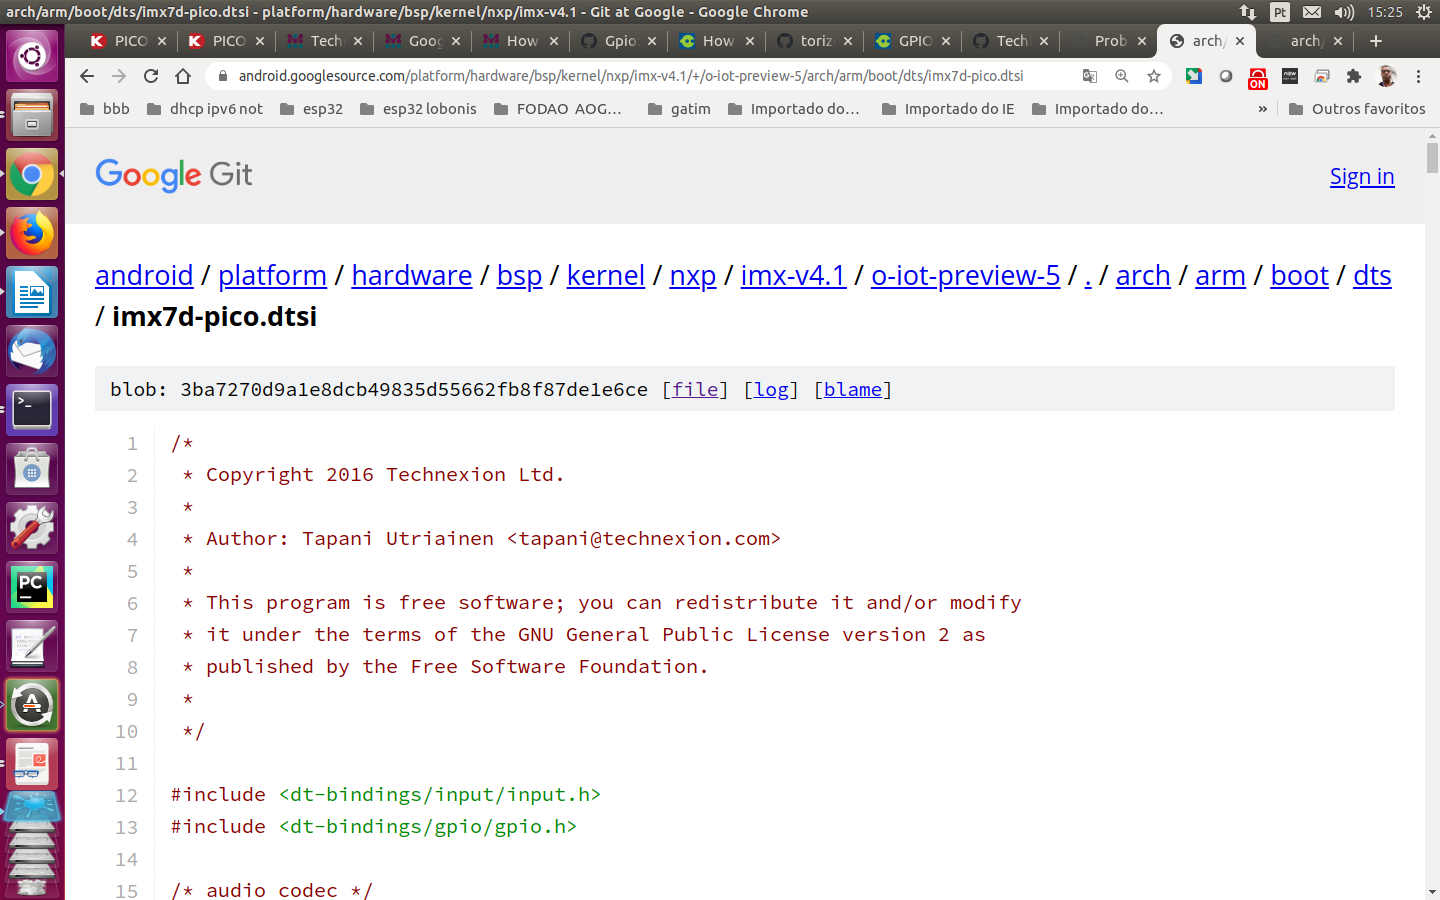 arch/arm/boot/dts/imx7d-pico.dtsi - platform/hardware/bsp/kernel/nxp/imx-v4.1 - Git at Google - Google Chrome
Pt
15:25
PICO
PICO
Tech
Goog
How
Gpio
How
toriz
GPIO
Tech
Prob
arch/
arch/
android.googlesource.com/platform/hardware/bsp/kernel/nxp/imx-v4.1/+/o-iot-preview-5/arch/arm/boot/dts/imx7d-pico.dtsi
ON
bbb
dhcp ipv6 not
esp32
esp32 lobonis
FODAO AOG...
gatim
Importado do...
Importado do IE
Importado do...
»
Outros favoritos
Google Git
Sign in
android / platform / hardware / bsp / kernel / nxp / imx-v4.1 / o-iot-preview-5 / . / arch / arm / boot / dts
/ imx7d-pico.dtsi
blob: 3ba7270d9a1e8dcb49835d55662fb8f87de1e6ce [file] [log] [blame]
1 /*
2 * Copyright 2016 Technexion Ltd.
3 *
4 * Author: Tapani Utriainen <tapani@technexion.com>
5 *
6 * This program is free software; you can redistribute it and/or modify
7 * it under the terms of the GNU General Public License version 2 as
8 * published by the Free Software Foundation.
9 *
10 */
11
12 #include <dt-bindings/input/input.h>
13 #include <dt-bindings/gpio/gpio.h>
14
15 /* audio codec */
PC